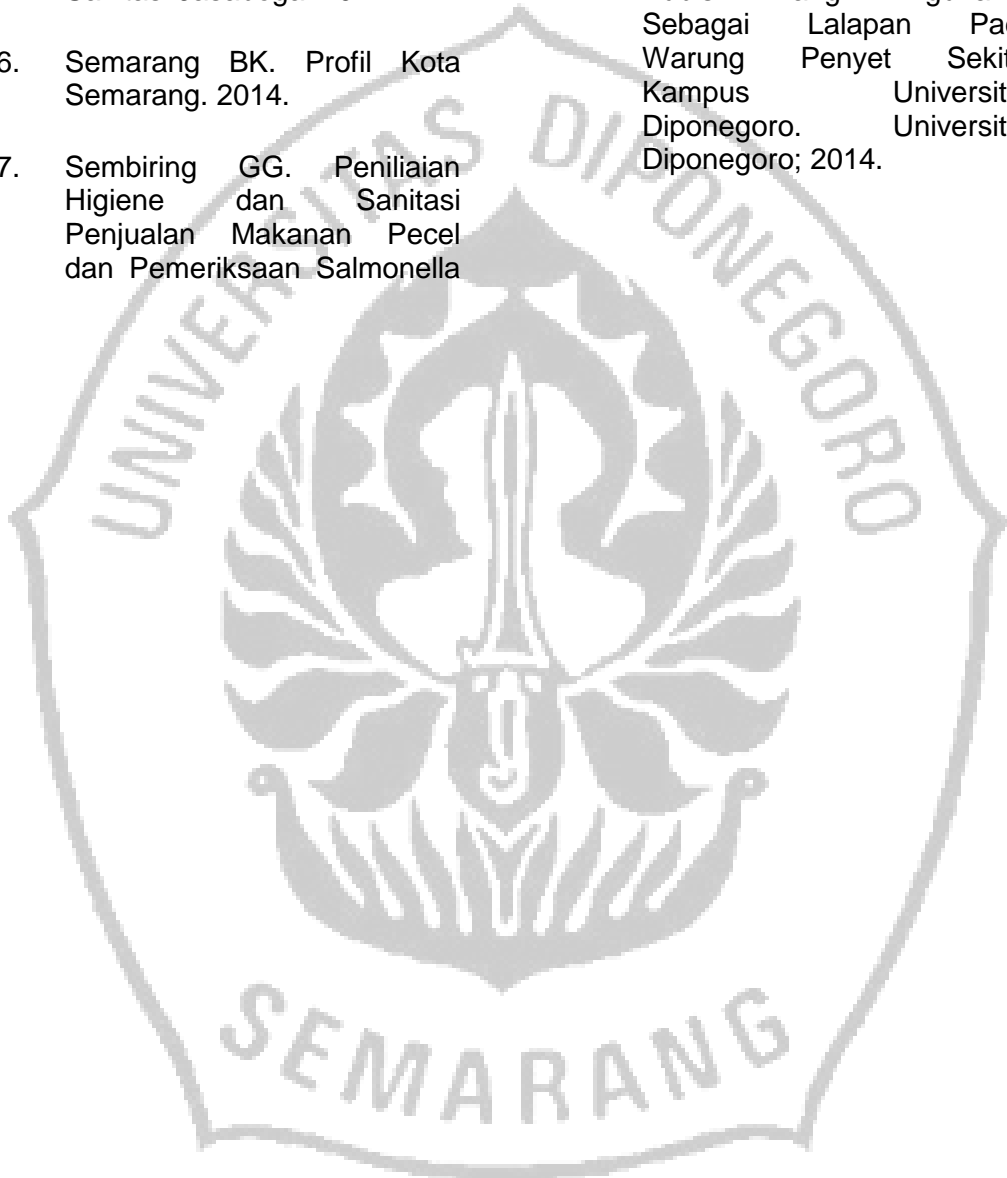 6. Semarang BK. Profil Kota
Semarang. 2014.
7. Sembiring GG. Peniliaian
Higiene dan Sanitasi
Penjualan Makanan Pecel
dan Pemeriksaan Salmonella
Sebagai Lalapan
Warung Penyet
Kampus
Diponegoro.
Diponegoro; 2014.
UNIVERSITAS DIPONEGORO
SEMARANG